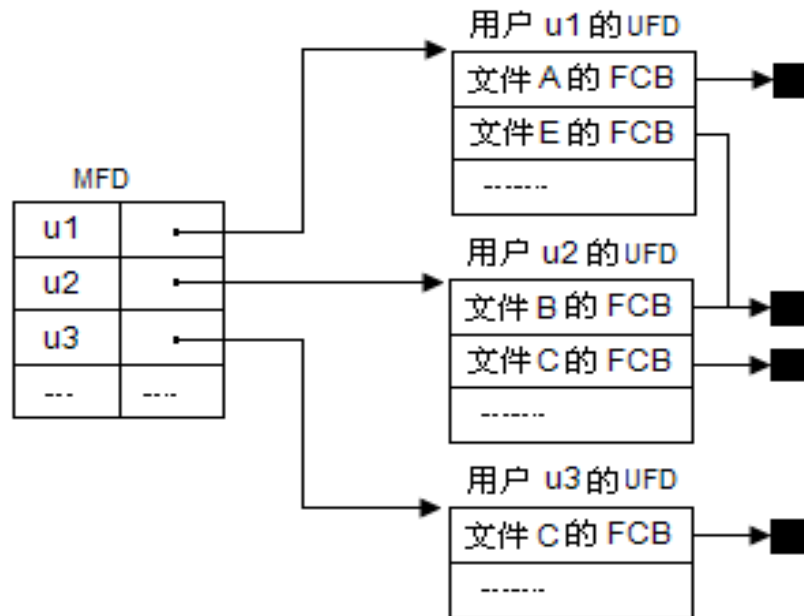 用户 u1 的 UFD
文件 A 的 FCB
文件 E 的 FCB
-------
MFD
u1
u2
u3
--- ----
用户 u2 的 UFD
文件 B 的 FCB
文件 C 的 FCB
-------
用户 u3 的 UFD
文件 C 的 FCB
-------